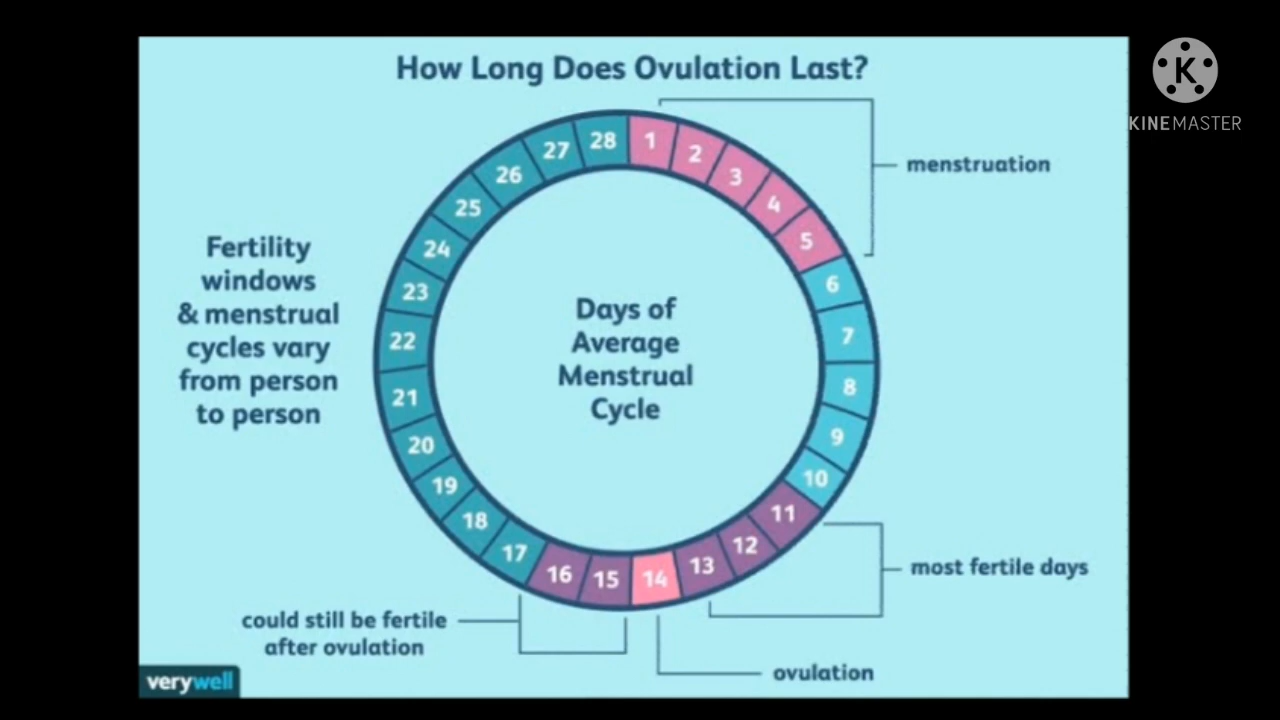 How Long Does Ovulation Last?
K
KINEMASTER
1
2
3
4
5
6
7
8
9
10
11
12
13
14
15
16
17
18
19
20
21
22
23
24
25
26
27
28
menstruation
Fertility
windows
& menstrual
cycles vary
from person
to person
Days of
Average
Menstrual
Cycle
most fertile days
could still be fertile
after ovulation
ovulation
verywell